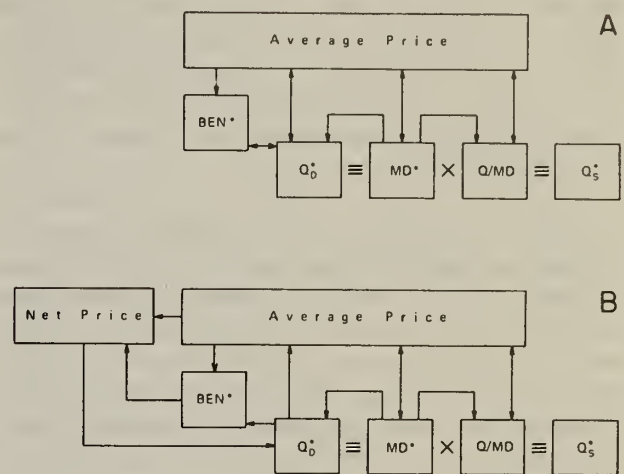 A
Average Price
BEN*
Q*D ≡ MD* × Q/MD ≡ Q*S
B
Net Price Average Price
BEN*
Q*D ≡ MD* × Q/MD ≡ Q*S